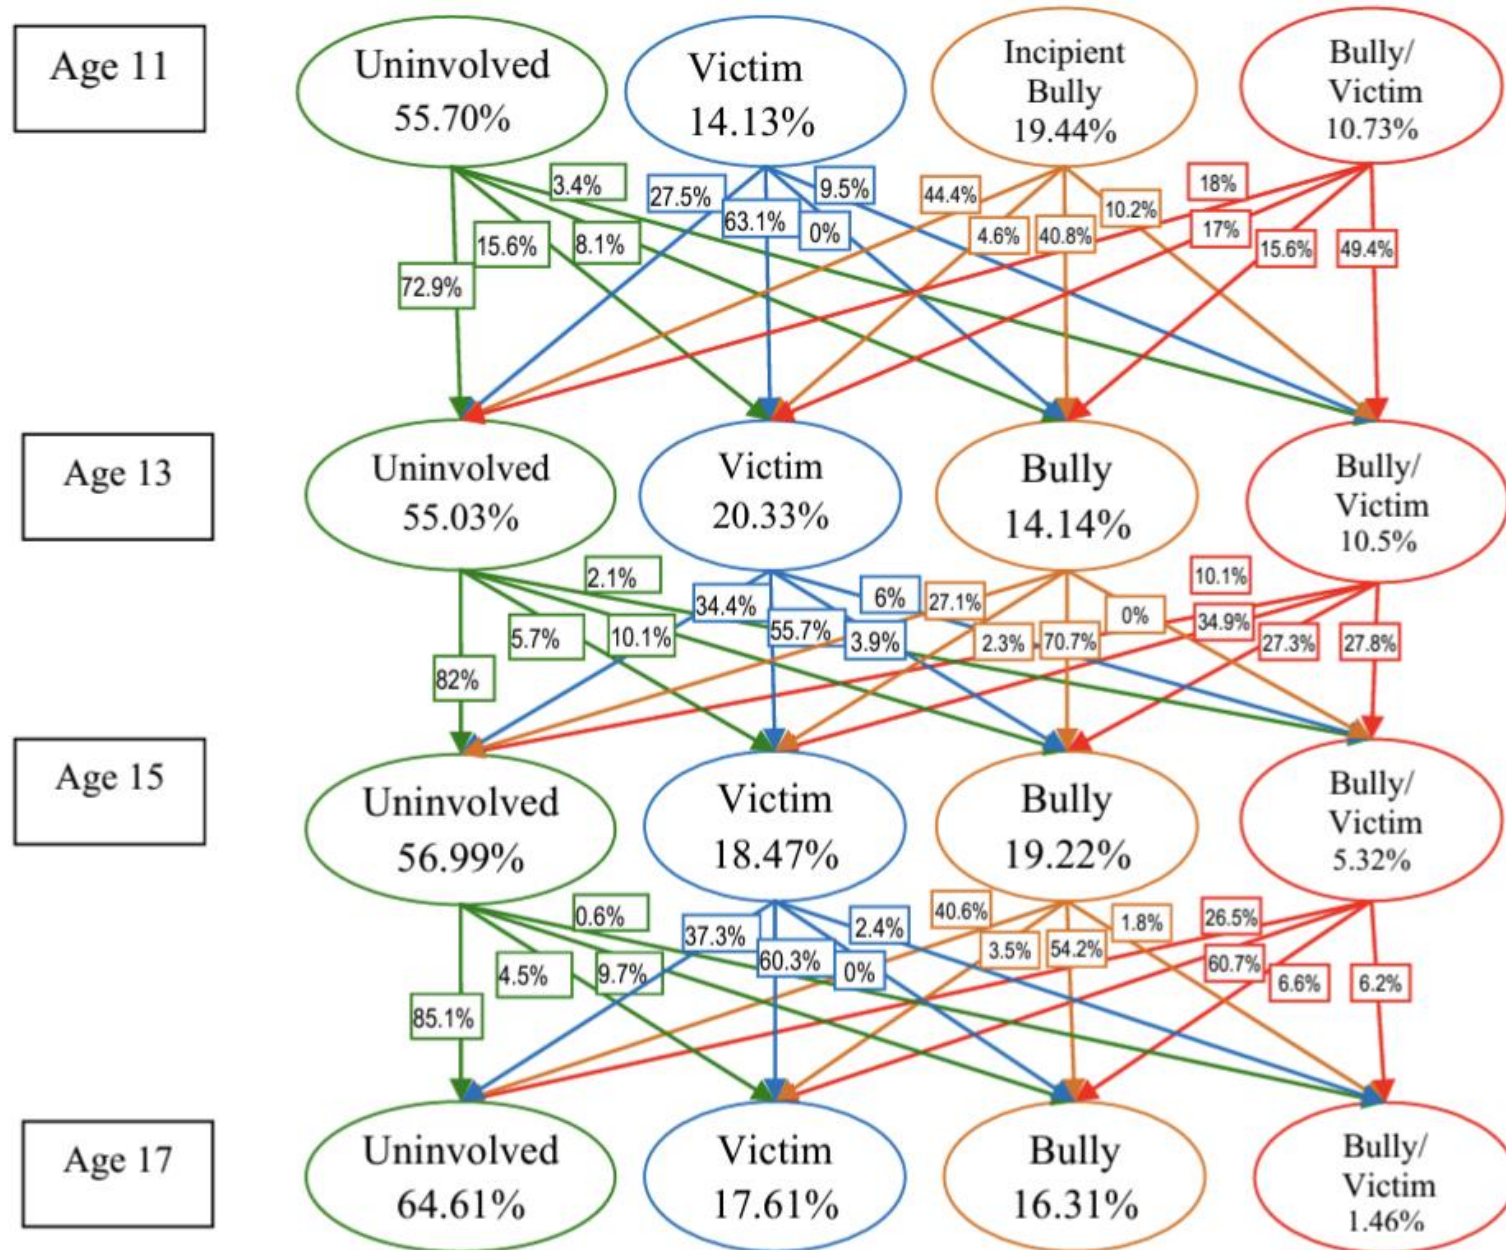 Age 11
Uninvolved
55.70%
Victim
14.13%
Incipient
Bully
19.44%
Bully/
Victim
10.73%
3.4%
27.5%
9.5%
44.4%
10.2%
18%
15.6%
8.1%
63.1%
0%
4.6%
40.8%
17%
15.6%
49.4%
72.9%
Age 13
Uninvolved
55.03%
Victim
20.33%
Bully
14.14%
Bully/
Victim
10.5%
2.1%
34.4%
6%
27.1%
0%
10.1%
5.7%
10.1%
55.7%
3.9%
2.3%
70.7%
34.9%
27.3%
27.8%
82%
Age 15
Uninvolved
56.99%
Victim
18.47%
Bully
19.22%
Bully/
Victim
5.32%
0.6%
37.3%
2.4%
40.6%
1.8%
26.5%
4.5%
9.7%
60.3%
0%
3.5%
54.2%
60.7%
6.6%
6.2%
85.1%
Age 17
Uninvolved
64.61%
Victim
17.61%
Bully
16.31%
Bully/
Victim
1.46%